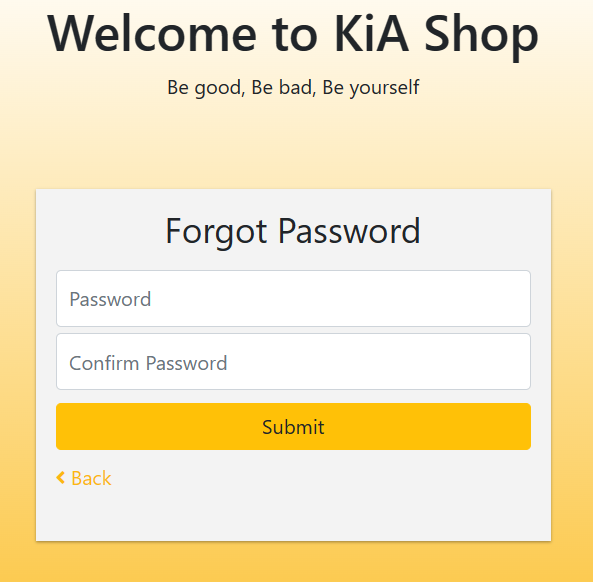 Welcome to KiA Shop
Be good, Be bad, Be yourself
Forgot Password
Password
Confirm Password
Submit
Back